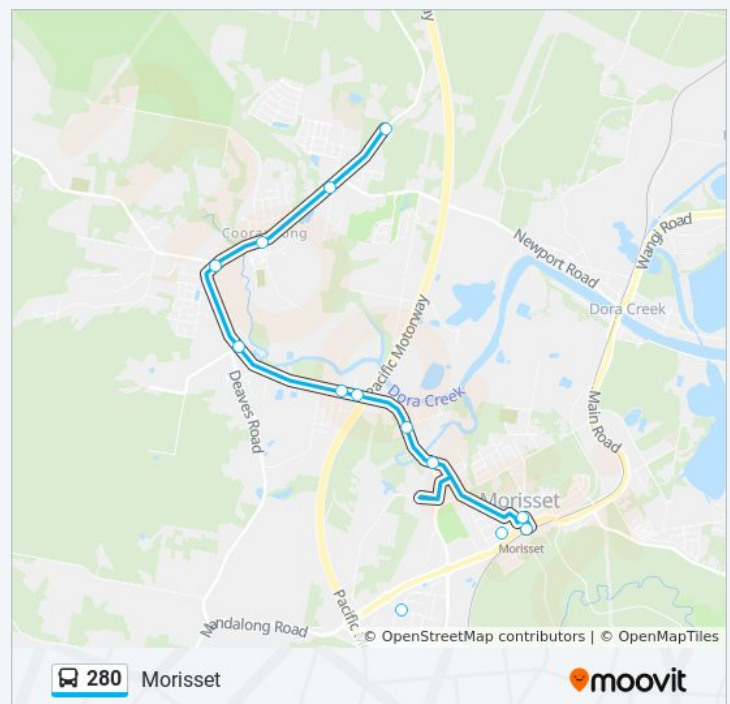 ay
Cooranbong
Newport Road
Wangi Road
Dora Creek
Pacific Motorway
Dora Creek
Deaves Road
Main Road
Morisset
Morisset
Pacific
Mandalong Road
© OpenStreetMap contributors | © OpenMapTiles
280 Morisset
moovit